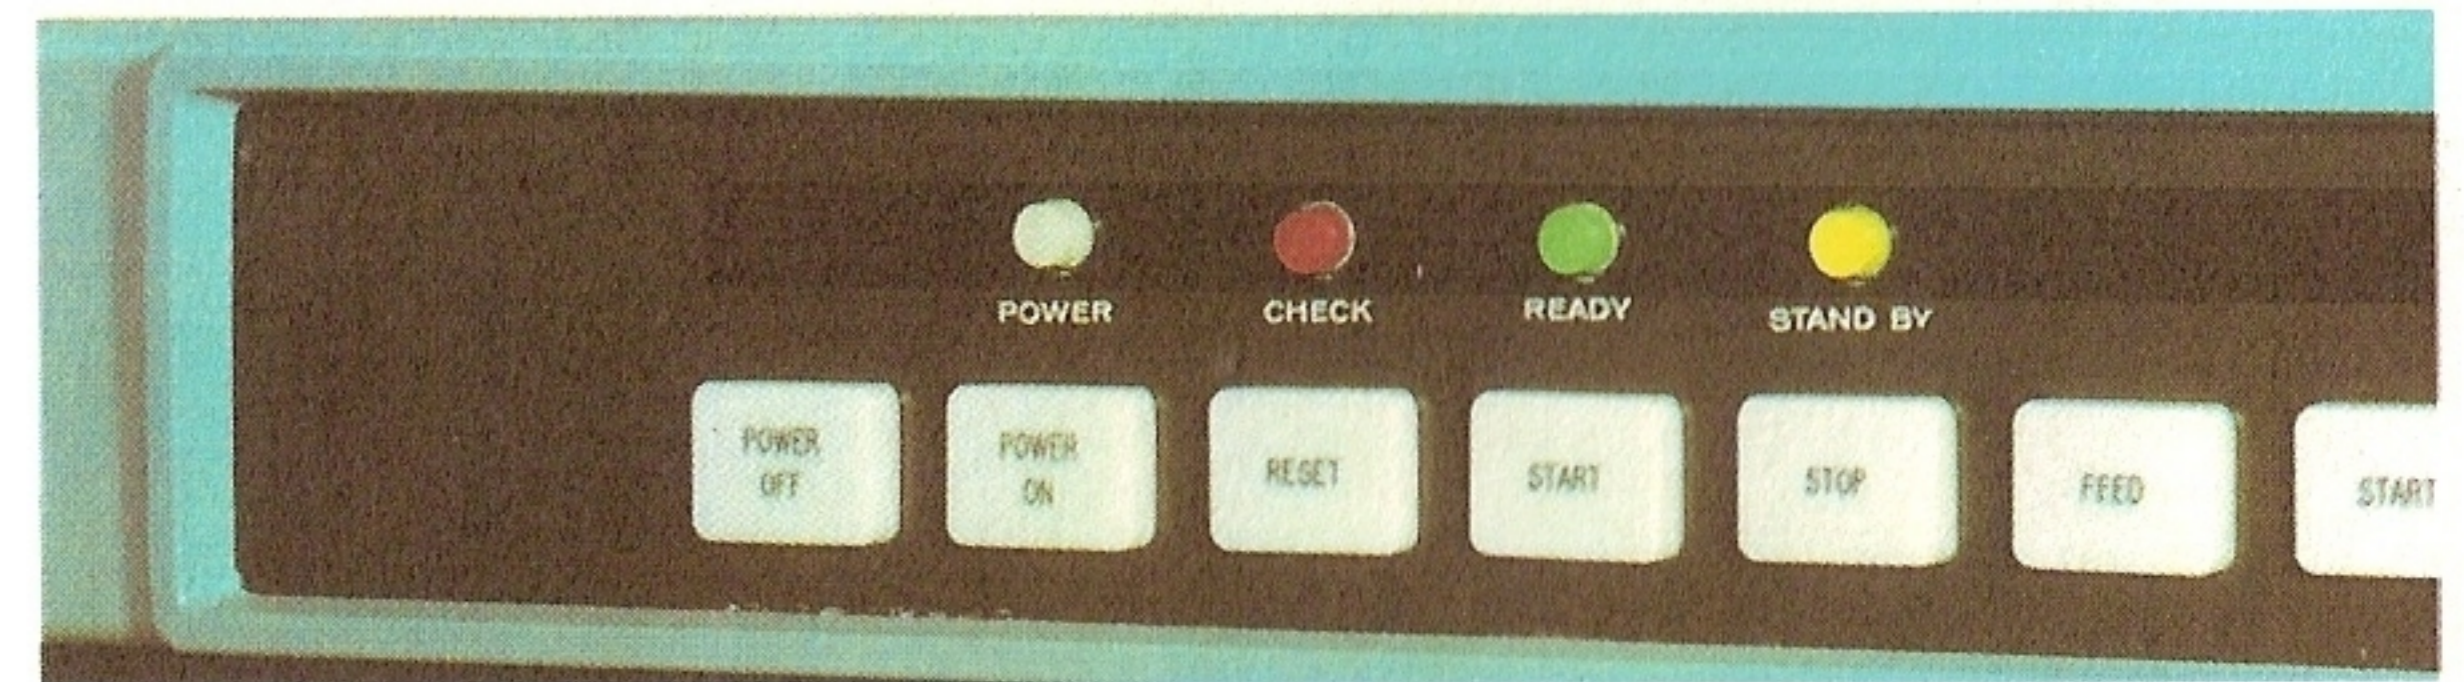 POWER
CHECK
READY
STAND BY
POWER
OFF
POWER
ON
RESET
START
STOP
FEED
START